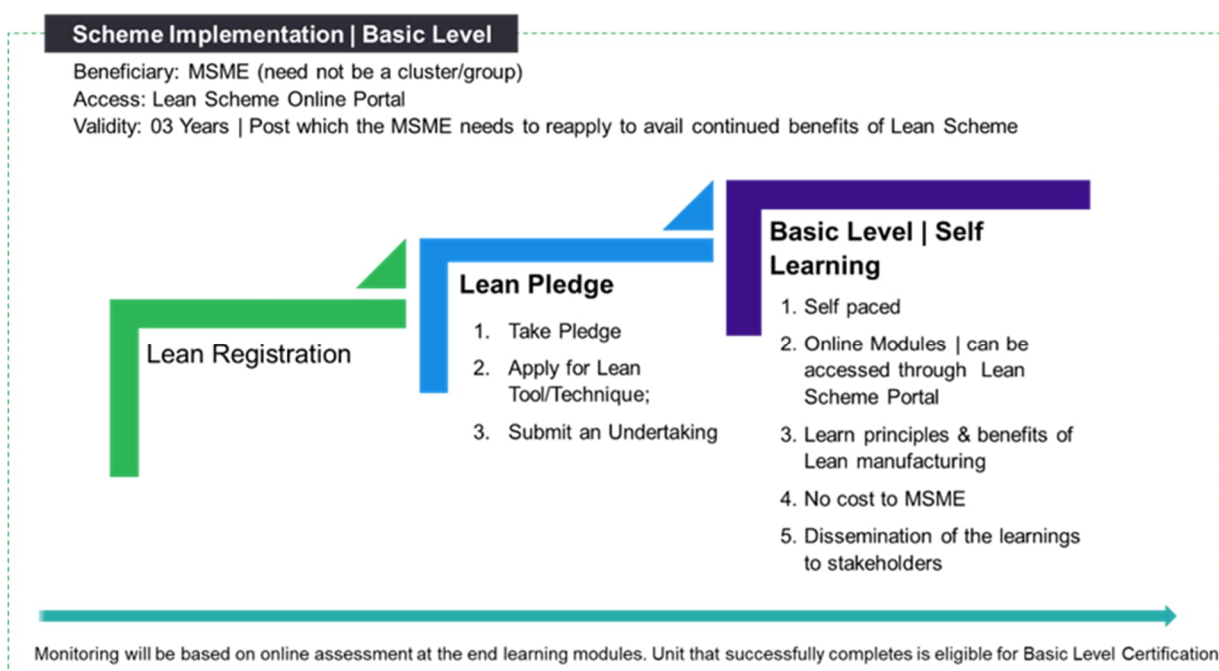 Scheme Implementation | Basic Level
Beneficiary: MSME (need not be a cluster/group)
Access: Lean Scheme Online Portal
Validity: 03 Years | Post which the MSME needs to reapply to avail continued benefits of Lean Scheme
Lean Registration
Lean Pledge
1. Take Pledge
2. Apply for Lean
Tool/Technique;
3. Submit an Undertaking
Basic Level | Self
Learning
1. Self paced
2. Online Modules | can be
accessed through Lean
Scheme Portal
3. Learn principles & benefits of
Lean manufacturing
4. No cost to MSME
5. Dissemination of the learnings
to stakeholders
Monitoring will be based on online assessment at the end learning modules. Unit that successfully completes is eligible for Basic Level Certification